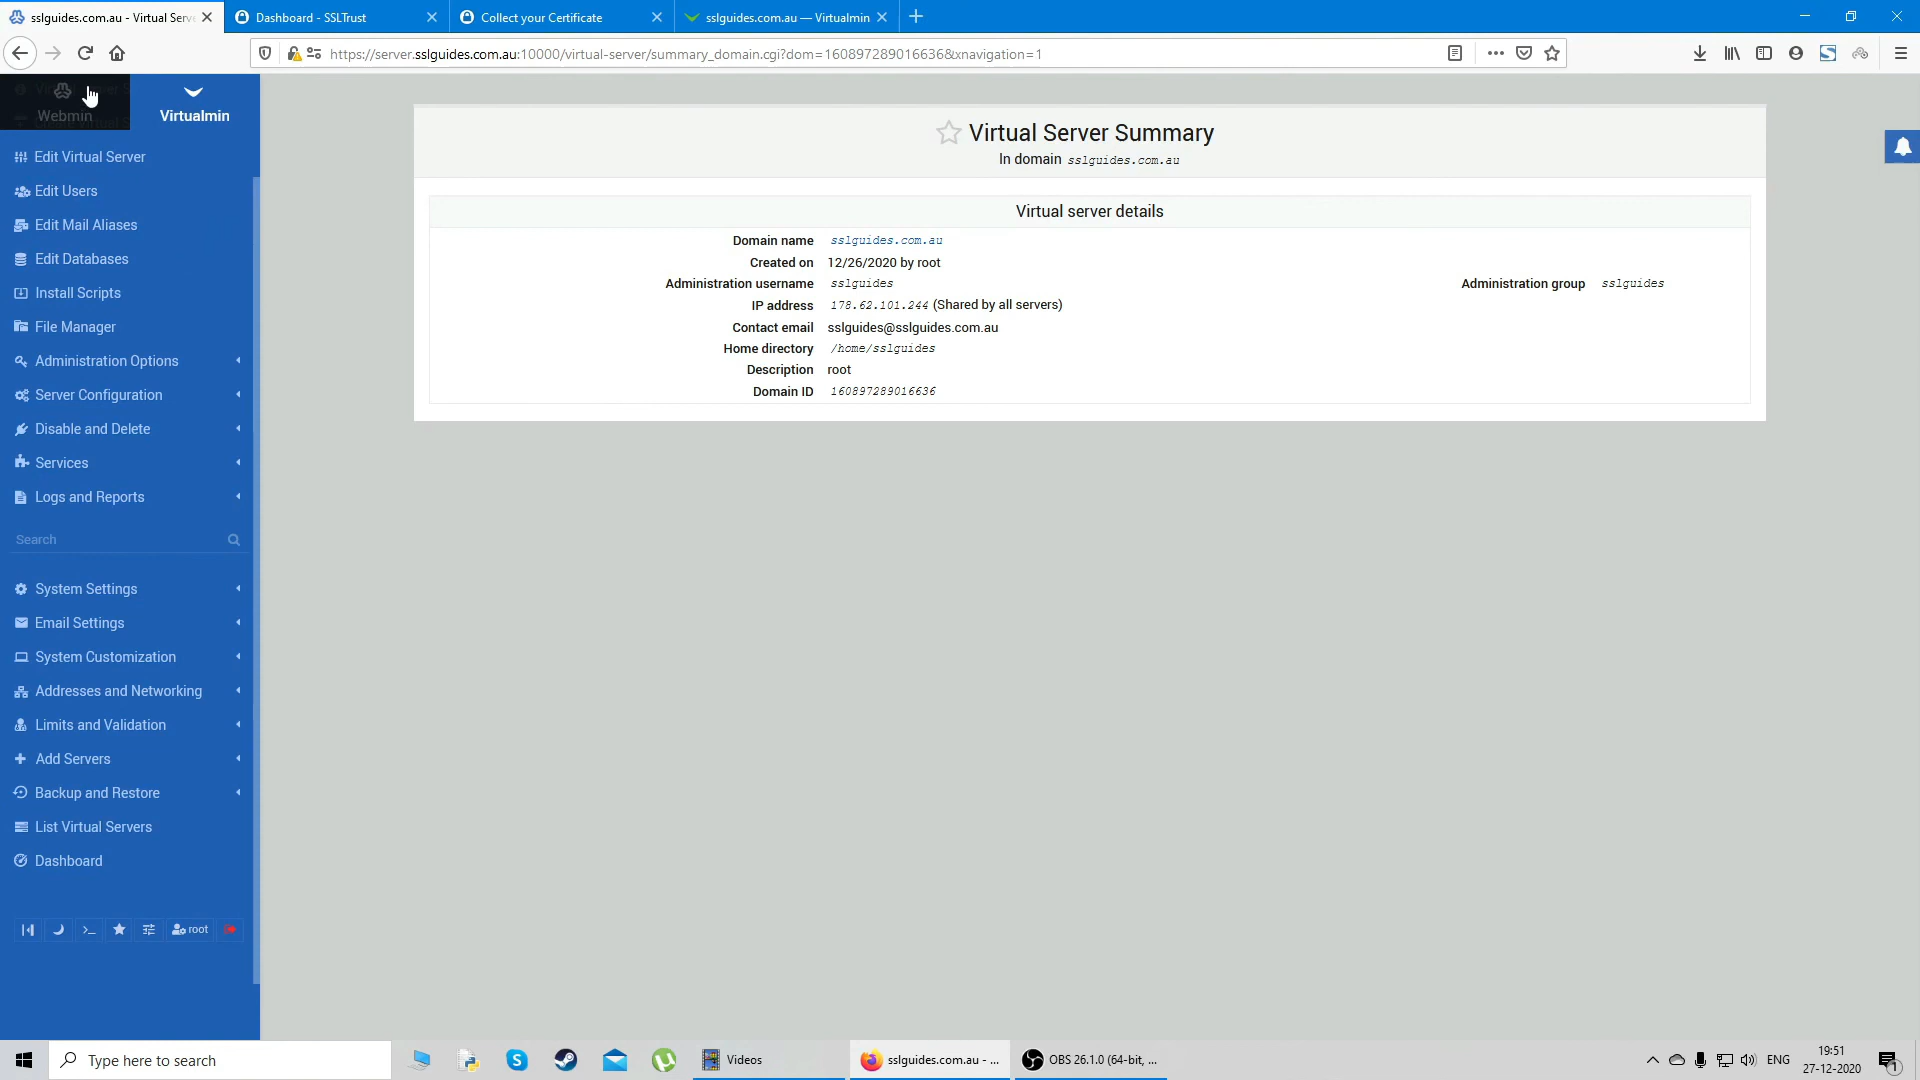 sslguides.com.au - Virtual Serve
Dashboard - SSLTrust
Collect your Certificate
sslguides.com.au — Virtualmin
https://server.sslguides.com.au:10000/virtual-server/summary_domain.cgi?dom=160897289016636&xnavigation=1
Webmin
Virtualmin
Edit Virtual Server
Edit Users
Edit Mail Aliases
Edit Databases
Install Scripts
File Manager
Administration Options
Server Configuration
Disable and Delete
Services
Logs and Reports
Search
System Settings
Email Settings
System Customization
Addresses and Networking
Limits and Validation
Add Servers
Backup and Restore
List Virtual Servers
Dashboard
root
Virtual Server Summary
In domain sslguides.com.au
Virtual server details
Domain name sslguides.com.au
Created on 12/26/2020 by root
Administration username sslguides
Administration group sslguides
IP address 178.62.101.244 (Shared by all servers)
Contact email sslguides@sslguides.com.au
Home directory /home/sslguides
Description root
Domain ID 160897289016636
Type here to search
Videos
sslguides.com.au - ...
OBS 26.1.0 (64-bit, ...
ENG
19:51
27-12-2020
1